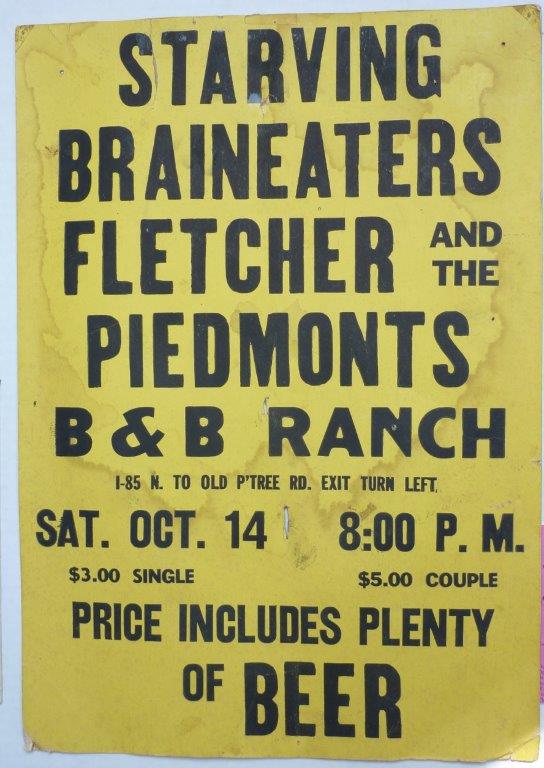 STARVING
BRAINEATERS
FLETCHER AND THE
PIEDMONTS
B & B RANCH
I-85 N. TO OLD P'TREE RD. EXIT TURN LEFT.
SAT. OCT. 14 8:00 P. M.
$3.00 SINGLE $5.00 COUPLE
PRICE INCLUDES PLENTY
OF BEER